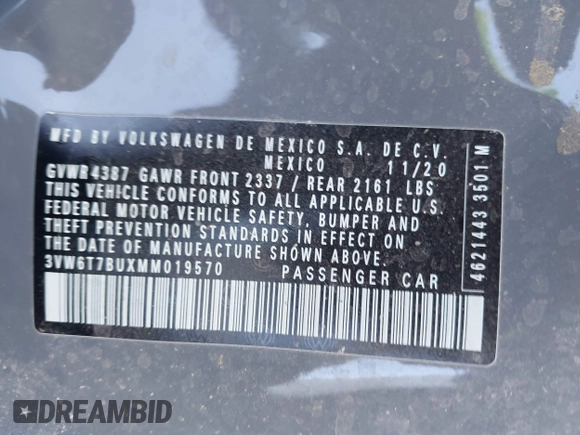 MFD BY VOLKSWAGEN DE MEXICO S.A. DE C.V.
MEXICO 11/20
GVWR 4387 GAWR FRONT 2337 / REAR 2161 LBS
THIS VEHICLE CONFORMS TO ALL APPLICABLE U.S.
FEDERAL MOTOR VEHICLE SAFETY, BUMPER AND
THEFT PREVENTION STANDARDS IN EFFECT ON
THE DATE OF MANUFACTURE SHOWN ABOVE.
3VW6T7BUXMM019570 PASSENGER CAR
4621443 3501 M
DREAMBID